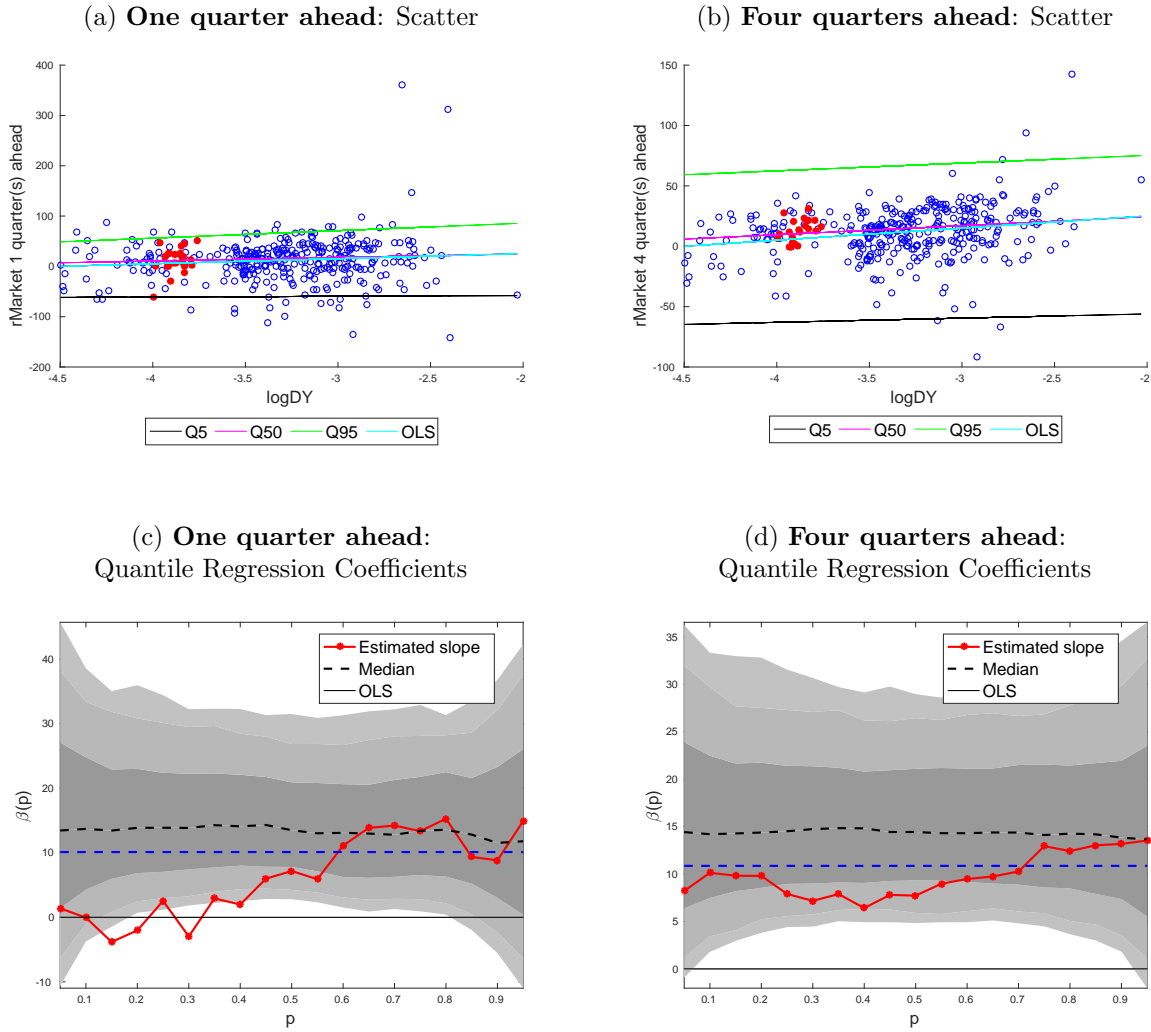 (a) One quarter ahead: Scatter
(b) Four quarters ahead: Scatter
400
300
200
100
0
-100
-200
-4.5 -4 -3.5 -3 -2.5 -2
rMarket 1 quarter(s) ahead
logDY
Q5 Q50 Q95 OLS
150
100
50
0
-50
-100
-4.5 -4 -3.5 -3 -2.5 -2
rMarket 4 quarter(s) ahead
logDY
Q5 Q50 Q95 OLS
(c) One quarter ahead:
Quantile Regression Coefficients
(d) Four quarters ahead:
Quantile Regression Coefficients
40
30
20
10
0
-10
0.1 0.2 0.3 0.4 0.5 0.6 0.7 0.8 0.9
β(p)
p
Estimated slope
Median
OLS
35
30
25
20
15
10
5
0
0.1 0.2 0.3 0.4 0.5 0.6 0.7 0.8 0.9
β(p)
p
Estimated slope
Median
OLS